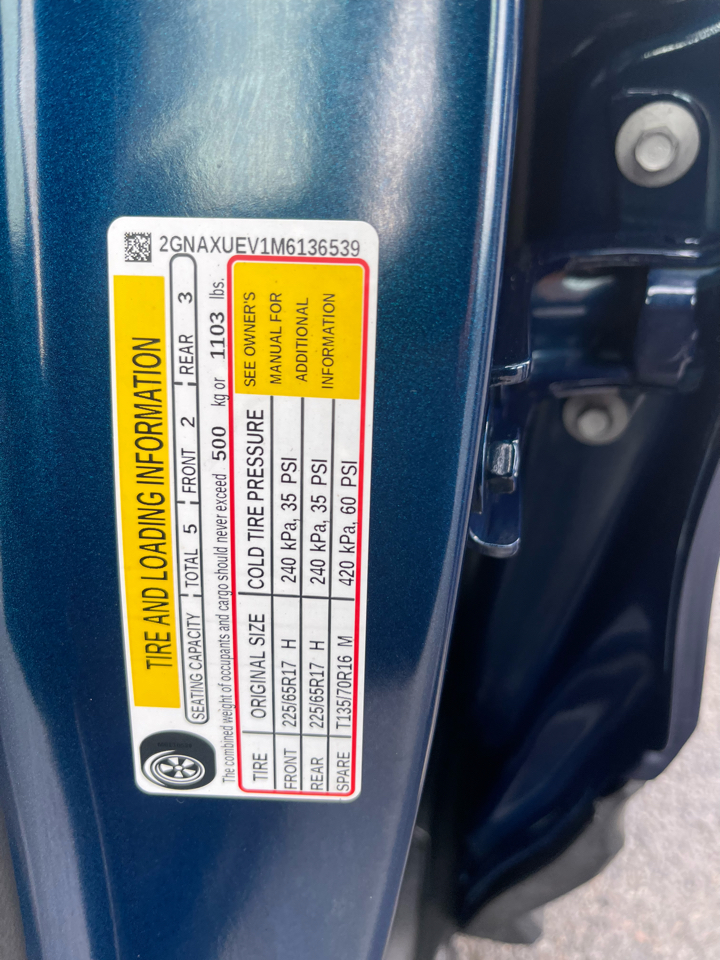 2GNAXUEV1M6136539
TIRE AND LOADING INFORMATION
SEATING CAPACITY TOTAL 5 FRONT 2 REAR 3
The combined weight of occupants and cargo should never exceed 500 kg or 1103 lbs.
TIRE ORIGINAL SIZE COLD TIRE PRESSURE
FRONT 225/65R17 H 240 kPa, 35 PSI
REAR 225/65R17 H 240 kPa, 35 PSI
SPARE T135/70R16 M 420 kPa, 60 PSI
SEE OWNER'S
MANUAL FOR
ADDITIONAL
INFORMATION